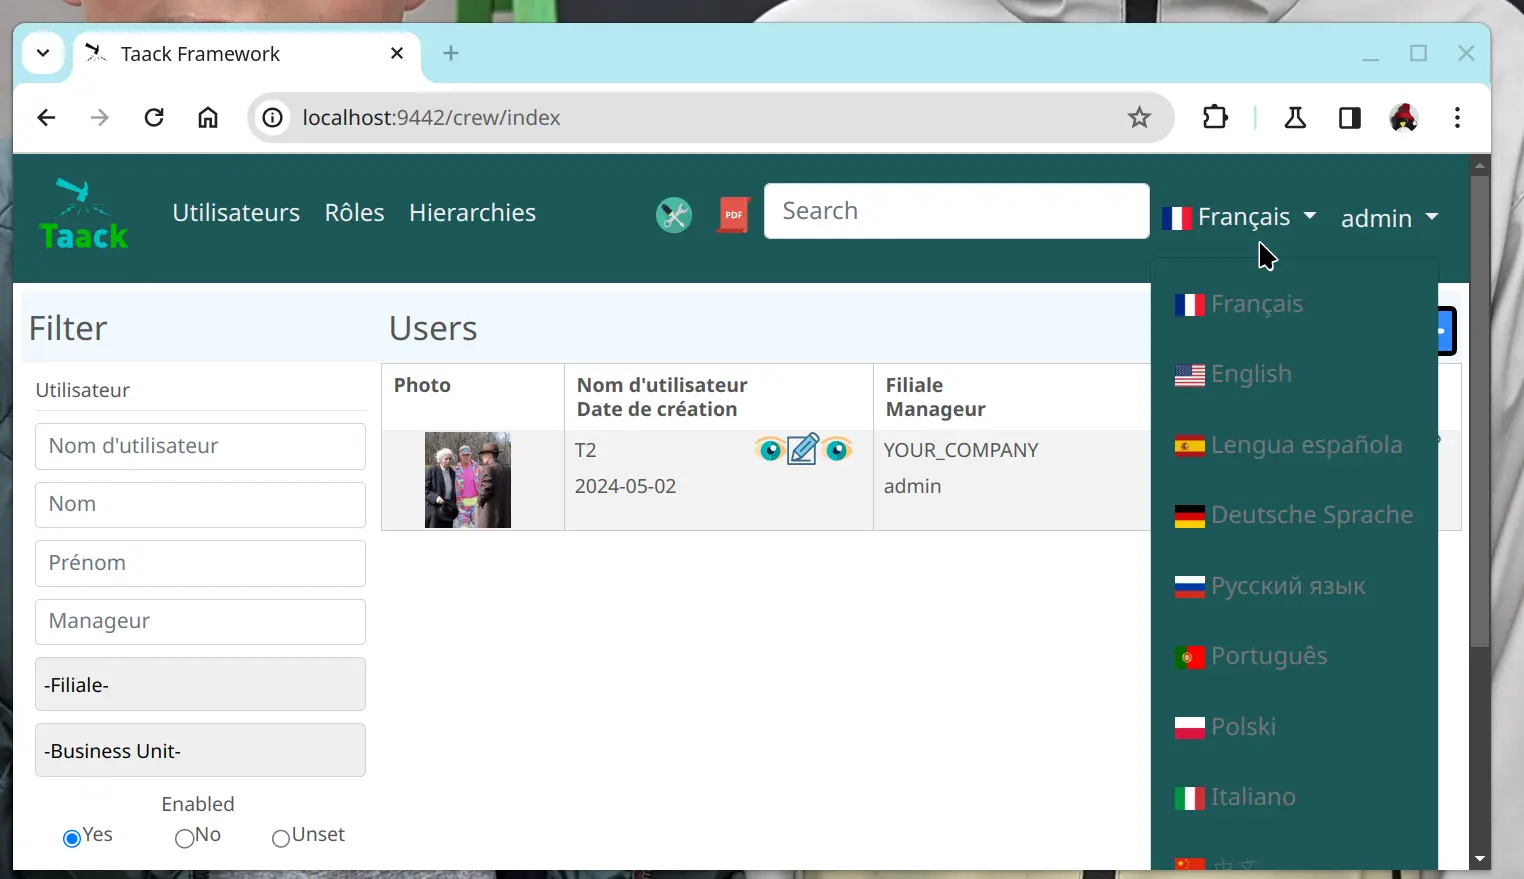 Taack Framework
localhost:9442/crew/index
Taack
Utilisateurs Rôles Hierarchies
PDF
Search
Français
admin
Français
English
Lengua española
Deutsche Sprache
Русский язык
Português
Polski
Italiano
中文
Filter
Utilisateur
Nom d'utilisateur
Nom
Prénom
Manageur
-Filiale-
-Business Unit-
Enabled
Yes No Unset
Users
Photo
Nom d'utilisateur
Date de création
Filiale
Manageur
T2
2024-05-02
YOUR_COMPANY
admin